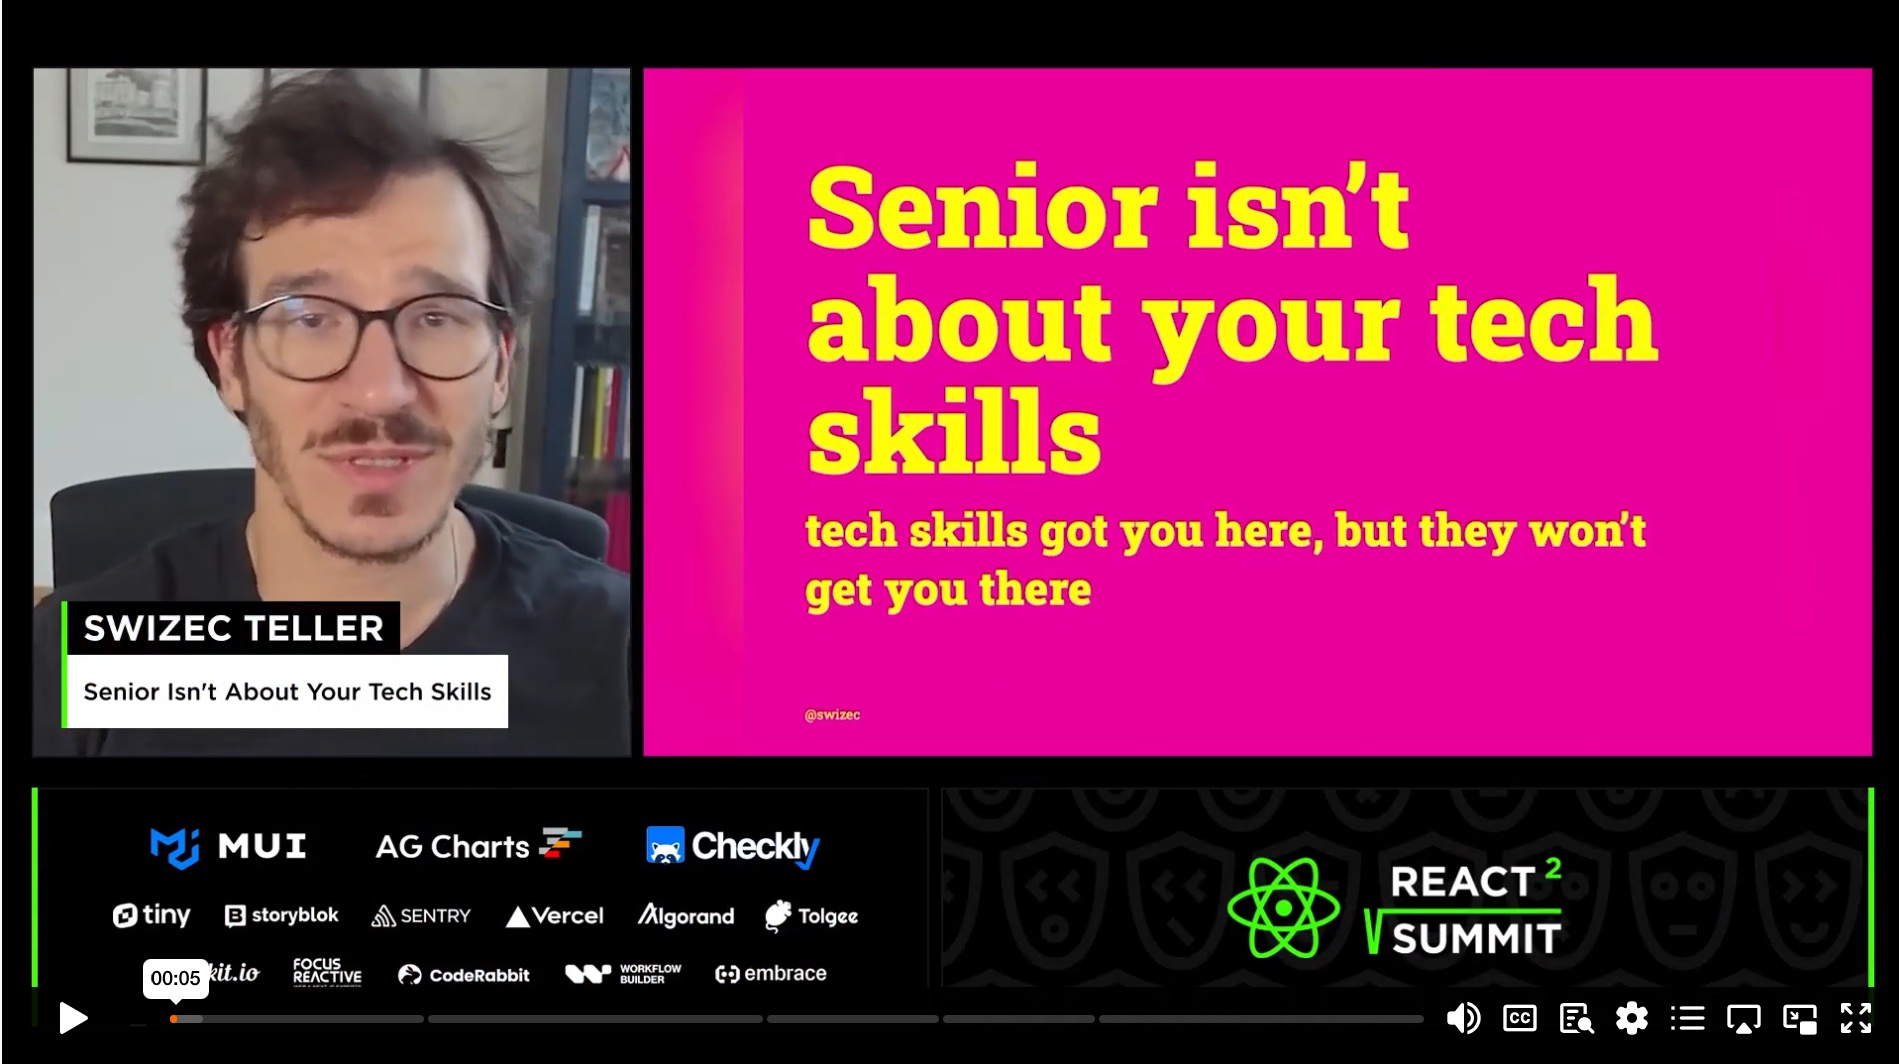 Senior isn’t
about your tech
skills
tech skills got you here, but they won’t
get you there
@swizec
SWIZEC TELLER
Senior Isn't About Your Tech Skills
MUI
AG Charts
Checkly
tiny
storyblok
SENTRY
Vercel
Algorand
Tolgee
kit.io
FOCUS
REACTIVE
CodeRabbit
WORKFLOW
BUILDER
embrace
REACT 2
SUMMIT
00:05
CC